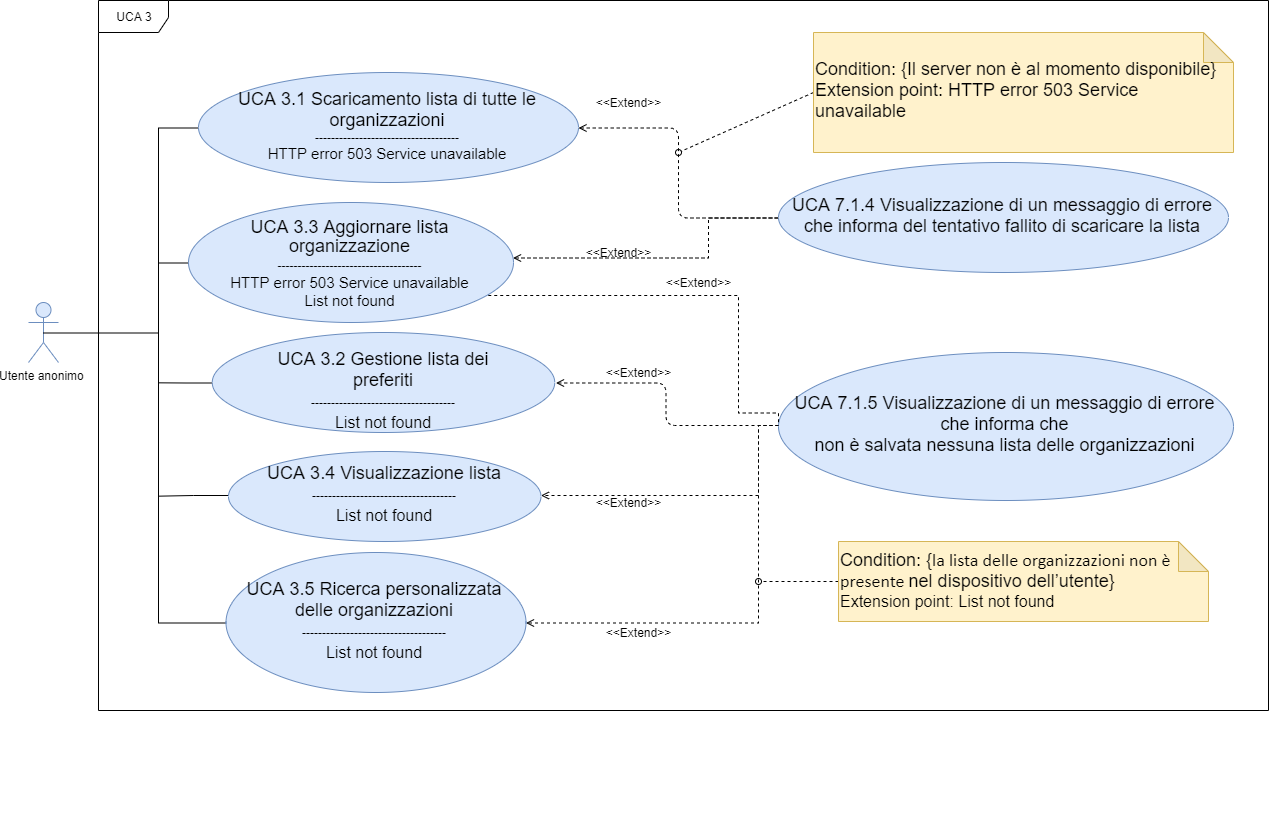 UCA 3
UCA 3.1 Scaricamento lista di tutte le
organizzazioni
------------------------------------
HTTP error 503 Service unavailable
<<Extend>>
Condition: {Il server non è al momento disponibile}
Extension point: HTTP error 503 Service
unavailable
UCA 7.1.4 Visualizzazione di un messaggio di errore
che informa del tentativo fallito di scaricare la lista
UCA 3.3 Aggiornare lista
organizzazione
------------------------------------
HTTP error 503 Service unavailable
List not found
<<Extend>>
<<Extend>>
Utente anonimo
UCA 3.2 Gestione lista dei
preferiti
------------------------------------
List not found
<<Extend>>
UCA 7.1.5 Visualizzazione di un messaggio di errore
che informa che
non è salvata nessuna lista delle organizzazioni
UCA 3.4 Visualizzazione lista
------------------------------------
List not found
<<Extend>>
Condition: {la lista delle organizzazioni non è
presente nel dispositivo dell'utente}
Extension point: List not found
UCA 3.5 Ricerca personalizzata
delle organizzazioni
------------------------------------
List not found
<<Extend>>